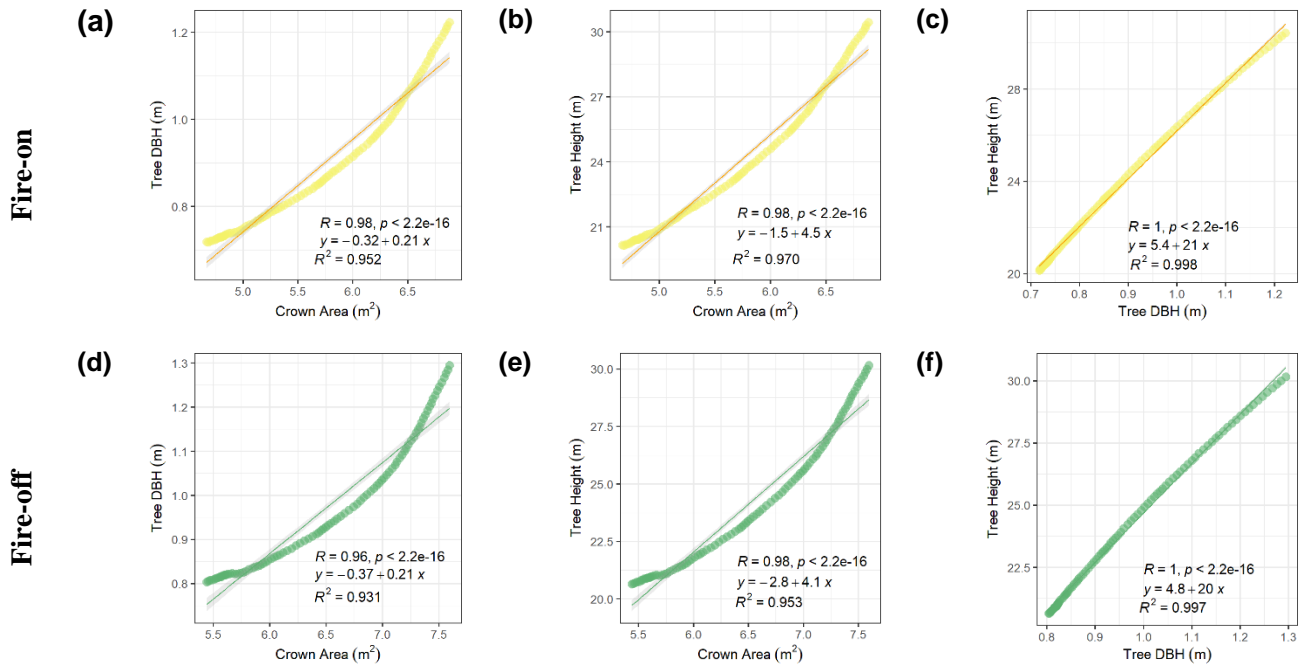 Fire-on
(a)
1.2
1.0
0.8
Tree DBH (m)
R = 0.98, p < 2.2e-16
y = −0.32 + 0.21 x
R² = 0.952
5.0 5.5 6.0 6.5
Crown Area (m²)
(b)
30
27
24
21
Tree Height (m)
R = 0.98, p < 2.2e-16
y = −1.5 + 4.5 x
R² = 0.970
5.0 5.5 6.0 6.5
Crown Area (m²)
(c)
28
24
20
Tree Height (m)
R = 1, p < 2.2e-16
y = 5.4 + 21 x
R² = 0.998
0.7 0.8 0.9 1.0 1.1 1.2
Tree DBH (m)
Fire-off
(d)
1.3
1.2
1.1
1.0
0.9
0.8
Tree DBH (m)
R = 0.96, p < 2.2e-16
y = −0.37 + 0.21 x
R² = 0.931
5.5 6.0 6.5 7.0 7.5
Crown Area (m²)
(e)
30.0
27.5
25.0
22.5
20.0
Tree Height (m)
R = 0.98, p < 2.2e-16
y = −2.8 + 4.1 x
R² = 0.953
5.5 6.0 6.5 7.0 7.5
Crown Area (m²)
(f)
30.0
27.5
25.0
22.5
Tree Height (m)
R = 1, p < 2.2e-16
y = 4.8 + 20 x
R² = 0.997
0.8 0.9 1.0 1.1 1.2 1.3
Tree DBH (m)